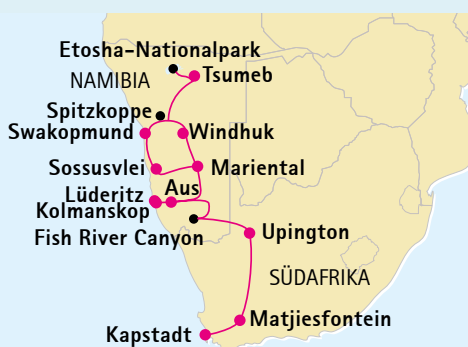 Etosha-Nationalpark
NAMIBIA
Tsumeb
Spitzkoppe
Swakopmund
Windhuk
Sossusvlei
Mariental
Lüderitz
Aus
Kolmanskop
Fish River Canyon
Upington
SÜDAFRIKA
Matjiesfontein
Kapstadt